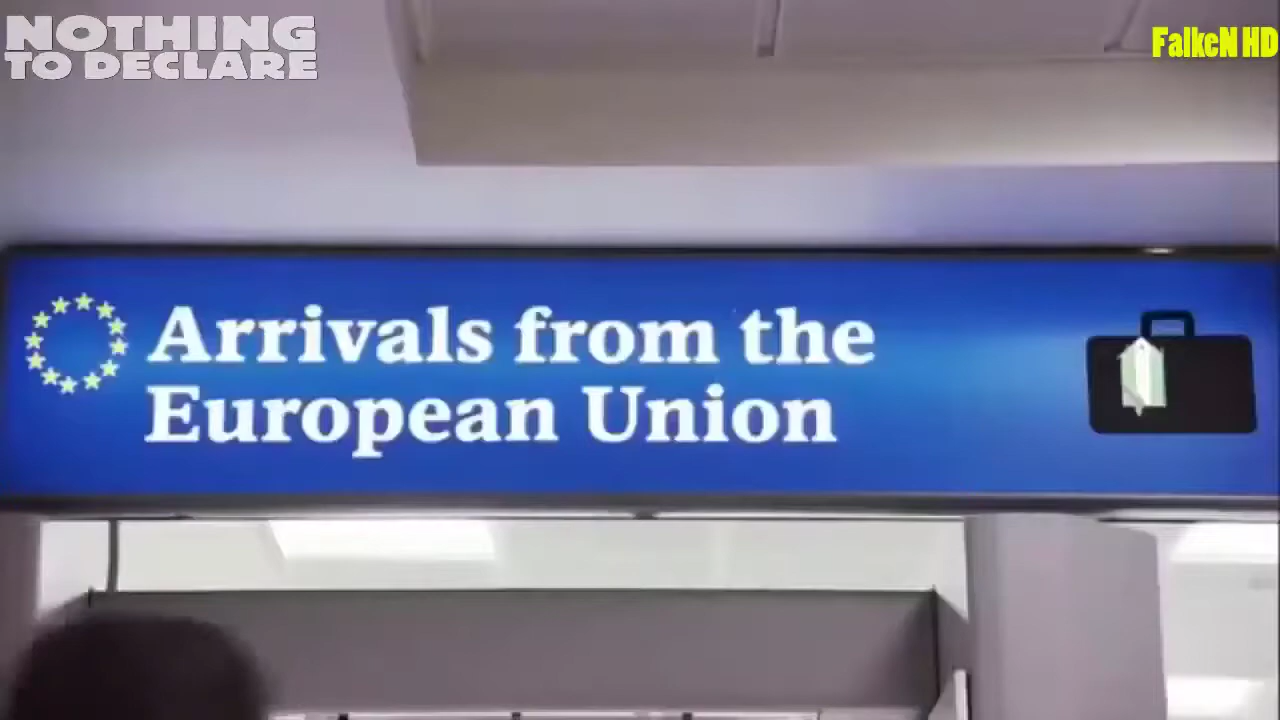 NOTHING
TO DECLARE
FalkeN HD
Arrivals from the
European Union